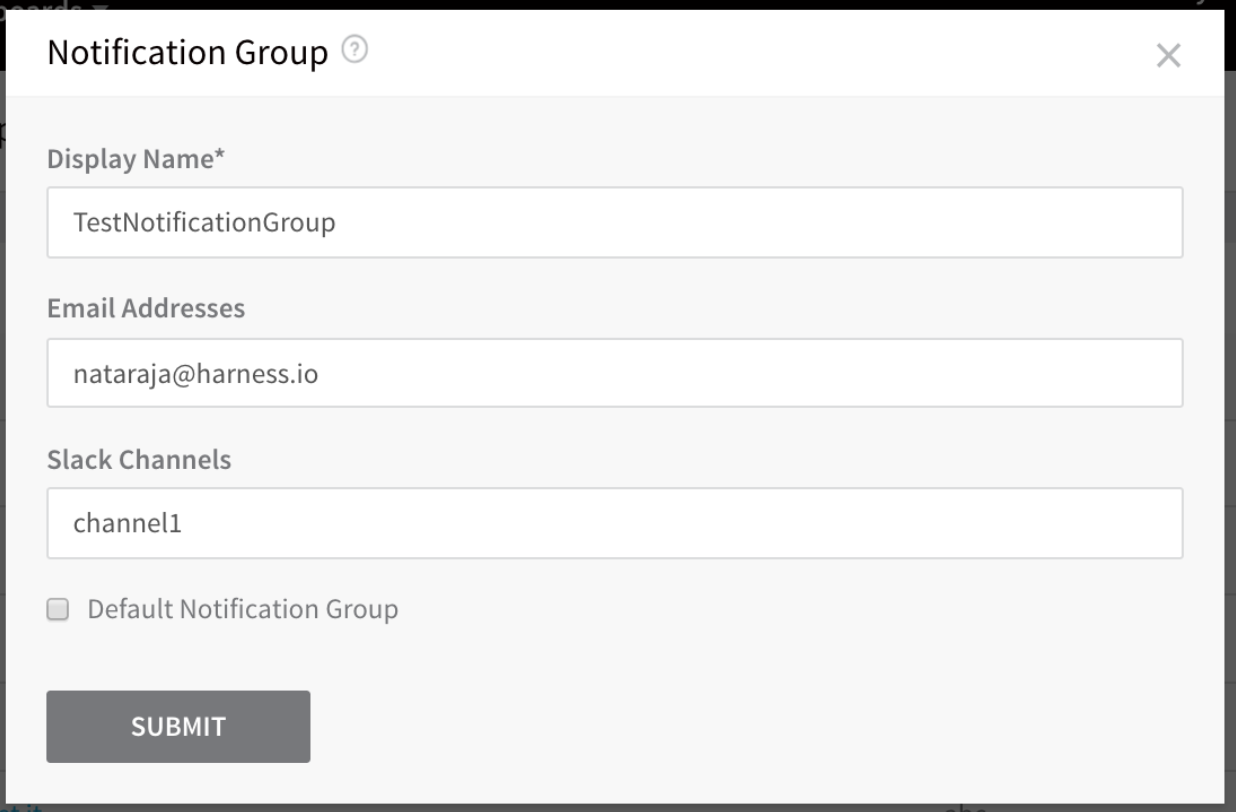 Notification Group ?
Display Name*
TestNotificationGroup
Email Addresses
nataraja@harness.io
Slack Channels
channel1
Default Notification Group
SUBMIT